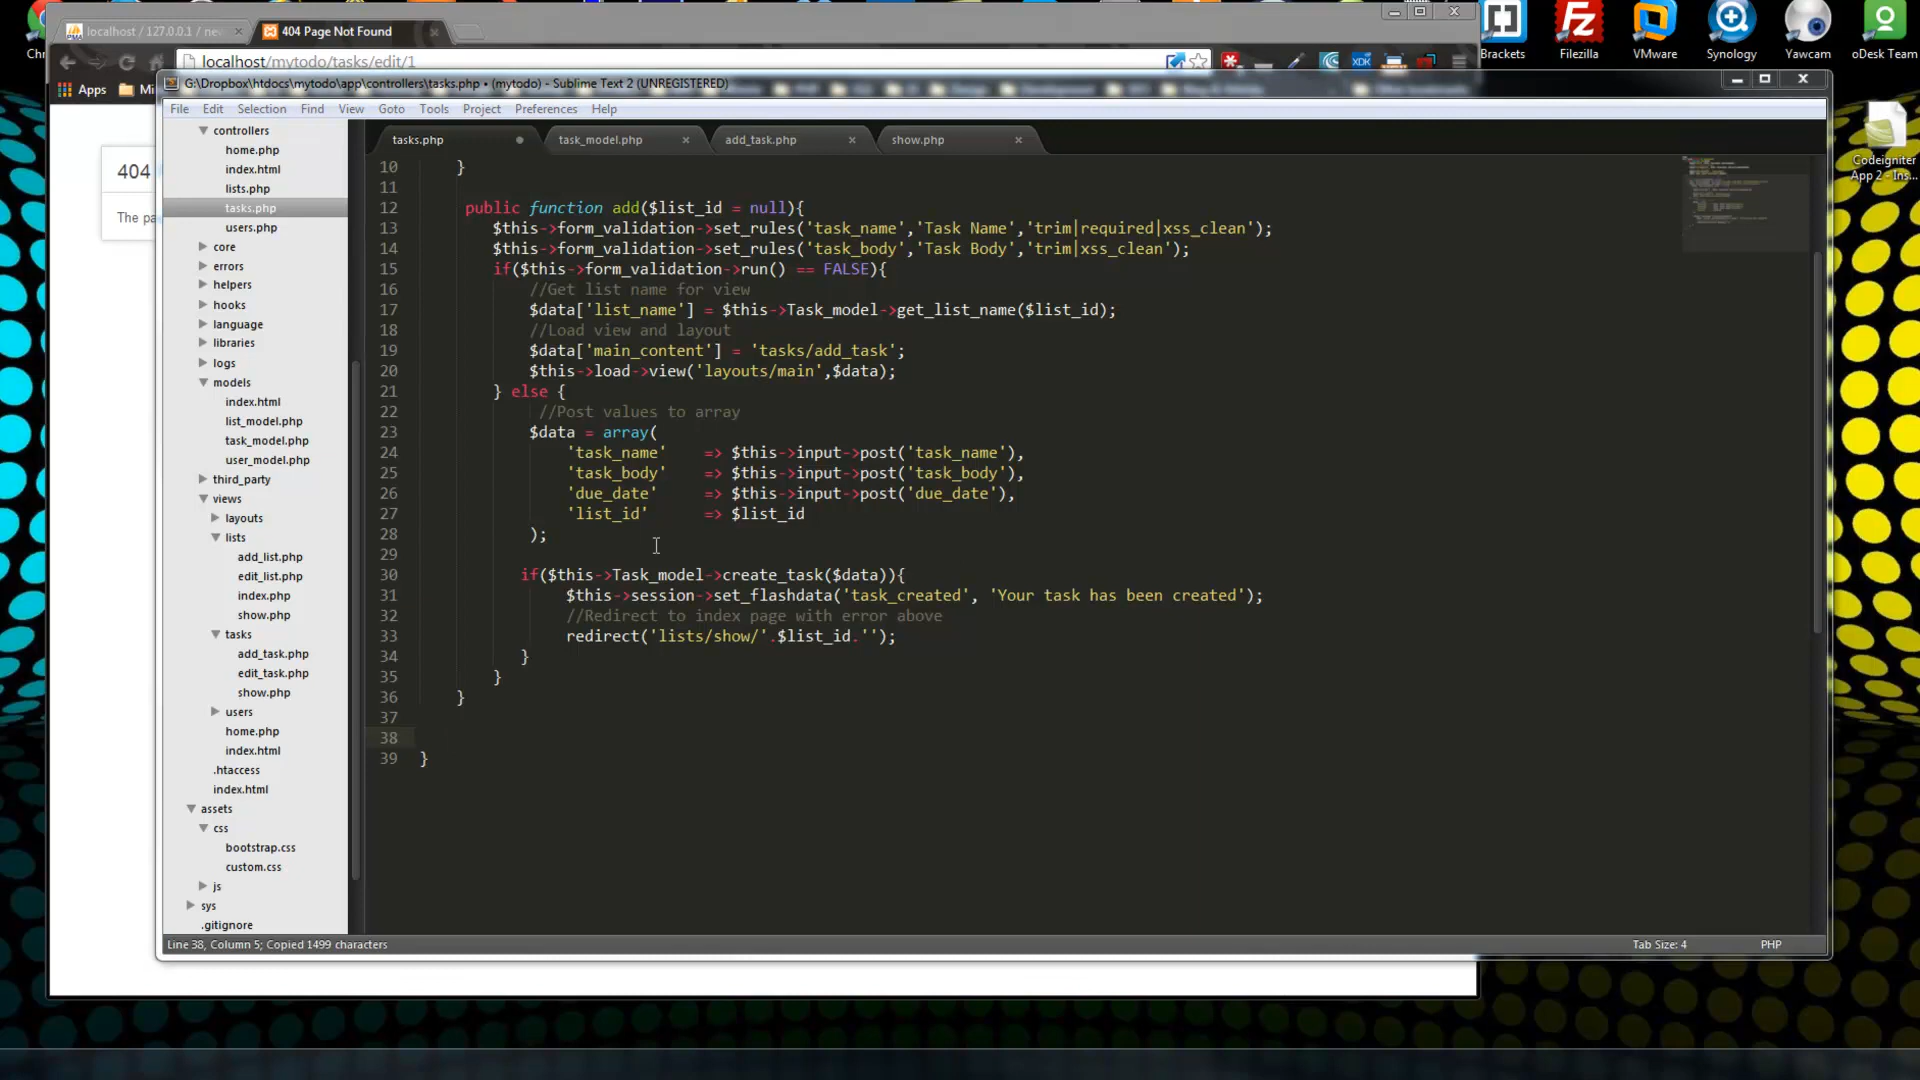 localhost / 127.0.0.1 / ne
404 Page Not Found
localhost/mytodo/tasks/edit/1
Apps
404
The pa
Brackets
Filezilla
VMware
Synology
Yawcam
oDesk Team
Codeigniter
App 2 - Ins...
G:\Dropbox\htdocs\mytodo\app\controllers\tasks.php • (mytodo) - Sublime Text 2 (UNREGISTERED)
File Edit Selection Find View Goto Tools Project Preferences Help
controllers
home.php
index.html
lists.php
tasks.php
users.php
core
errors
helpers
hooks
language
libraries
logs
models
index.html
list_model.php
task_model.php
user_model.php
third_party
views
layouts
lists
add_list.php
edit_list.php
index.php
show.php
tasks
add_task.php
edit_task.php
show.php
users
home.php
index.html
.htaccess
index.html
assets
css
bootstrap.css
custom.css
js
sys
.gitignore
tasks.php task_model.php add_task.php show.php
10 }
11
12 public function add($list_id = null){
13 $this->form_validation->set_rules('task_name','Task Name','trim|required|xss_clean');
14 $this->form_validation->set_rules('task_body','Task Body','trim|xss_clean');
15 if($this->form_validation->run() == FALSE){
16 //Get list name for view
17 $data['list_name'] = $this->Task_model->get_list_name($list_id);
18 //Load view and layout
19 $data['main_content'] = 'tasks/add_task';
20 $this->load->view('layouts/main',$data);
21 } else {
22 //Post values to array
23 $data = array(
24 'task_name' => $this->input->post('task_name'),
25 'task_body' => $this->input->post('task_body'),
26 'due_date' => $this->input->post('due_date'),
27 'list_id' => $list_id
28 );
29
30 if($this->Task_model->create_task($data)){
31 $this->session->set_flashdata('task_created', 'Your task has been created');
32 //Redirect to index page with error above
33 redirect('lists/show/'.$list_id.'');
34 }
35 }
36 }
37
38
39 }
Line 38, Column 5; Copied 1499 characters
Tab Size: 4
PHP